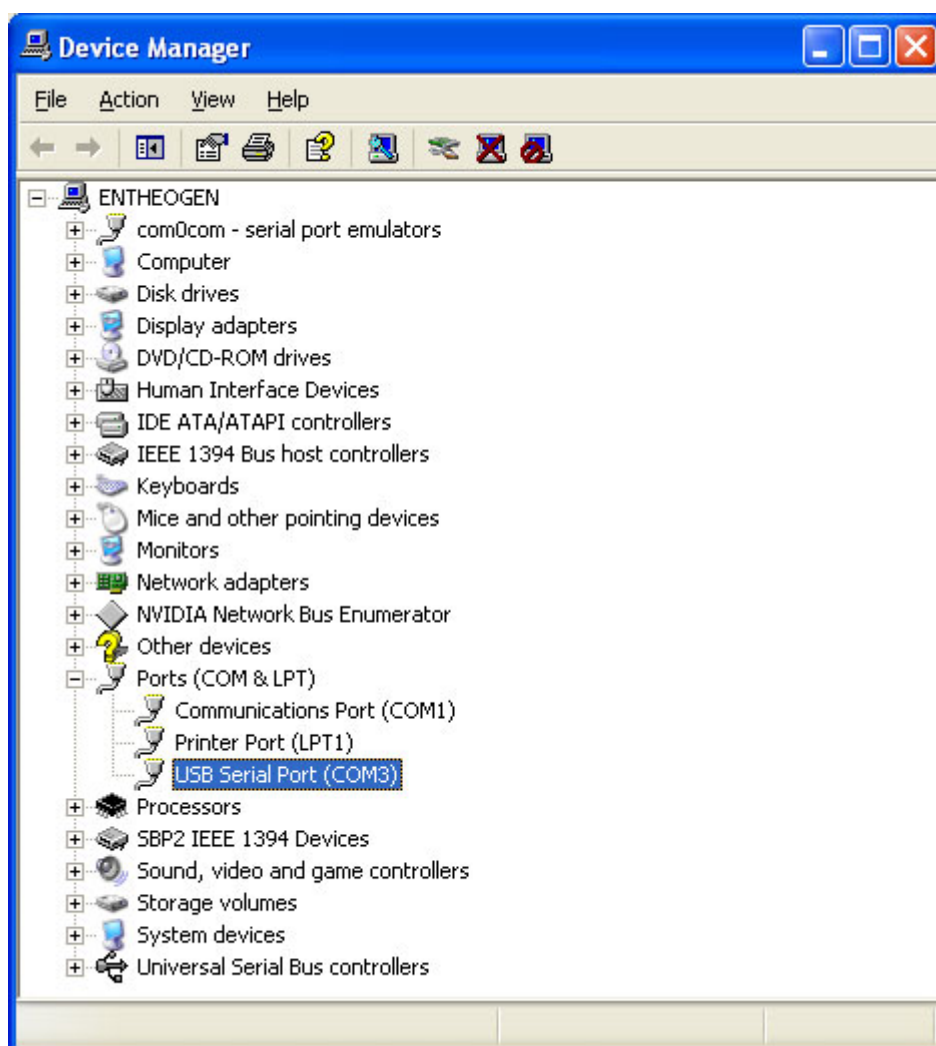 Device Manager
File Action View Help
ENTHEOGEN
com0com - serial port emulators
Computer
Disk drives
Display adapters
DVD/CD-ROM drives
Human Interface Devices
IDE ATA/ATAPI controllers
IEEE 1394 Bus host controllers
Keyboards
Mice and other pointing devices
Monitors
Network adapters
NVIDIA Network Bus Enumerator
Other devices
Ports (COM & LPT)
Communications Port (COM1)
Printer Port (LPT1)
USB Serial Port (COM3)
Processors
SBP2 IEEE 1394 Devices
Sound, video and game controllers
Storage volumes
System devices
Universal Serial Bus controllers